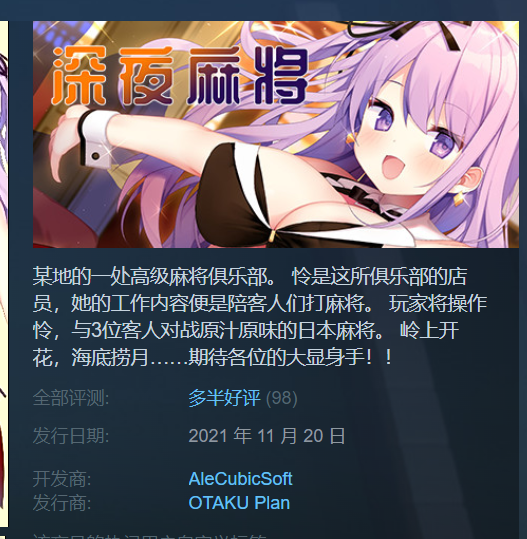 深夜麻将
某地的一处高级麻将俱乐部。 怜是这所俱乐部的店
员，她的工作内容便是陪客人们打麻将。 玩家将操作
怜，与3位客人对战原汁原味的日本麻将。 岭上开
花，海底捞月……期待各位的大显身手！！
全部评测: 多半好评 (98)
发行日期: 2021 年 11 月 20 日
开发商: AleCubicSoft
发行商: OTAKU Plan